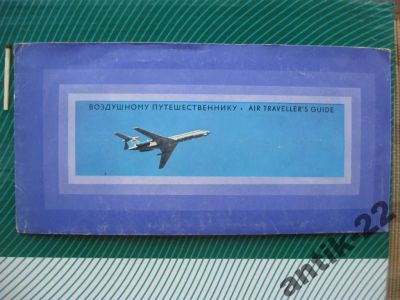 ВОЗДУШНОМУ ПУТЕШЕСТВЕННИКУ • AIR TRAVELLER'S GUIDE
antik-22